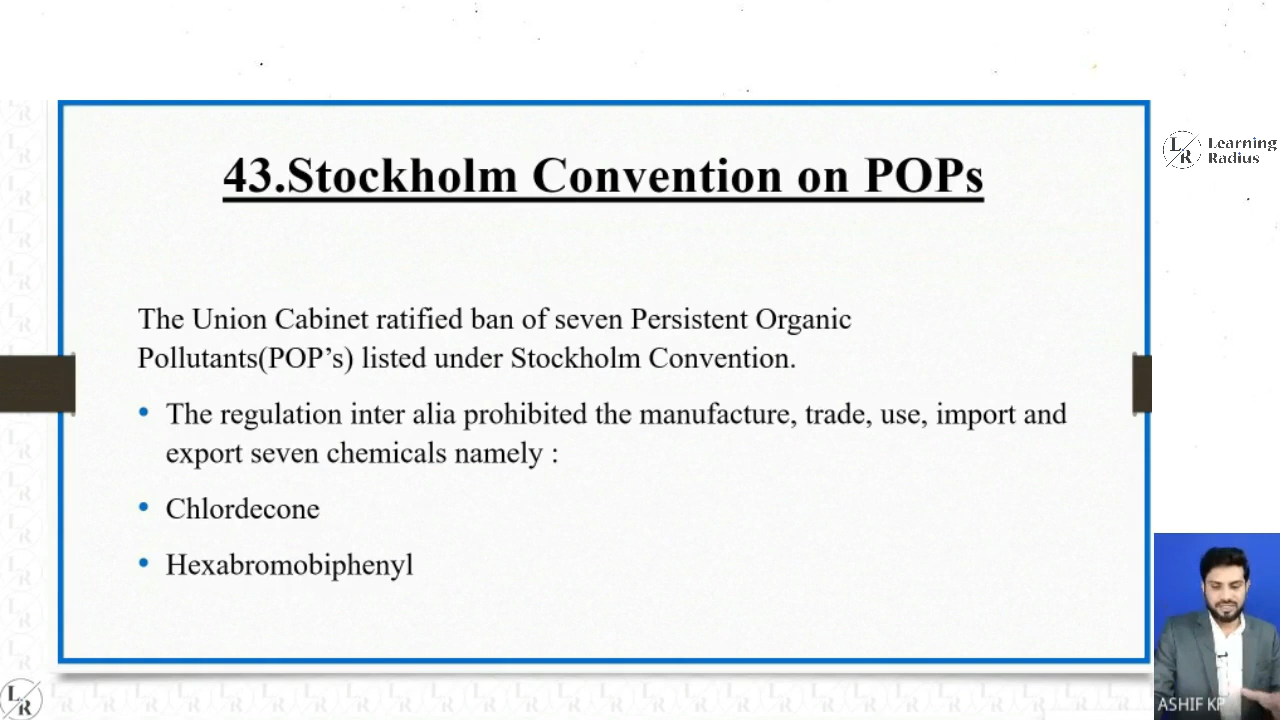 43.Stockholm Convention on POPs
L
R
Learning
Radius
The Union Cabinet ratified ban of seven Persistent Organic
Pollutants(POP’s) listed under Stockholm Convention.
• The regulation inter alia prohibited the manufacture, trade, use, import and
export seven chemicals namely :
• Chlordecone
• Hexabromobiphenyl
ASHIF KP
L
R